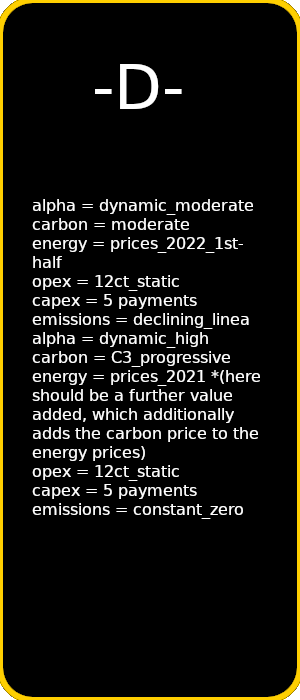 -D-
alpha = dynamic_moderate
carbon = moderate
energy = prices_2022_1st-
half
opex = 12ct_static
capex = 5 payments
emissions = declining_linea
alpha = dynamic_high
carbon = C3_progressive
energy = prices_2021 *(here
should be a further value
added, which additionally
adds the carbon price to the
energy prices)
opex = 12ct_static
capex = 5 payments
emissions = constant_zero